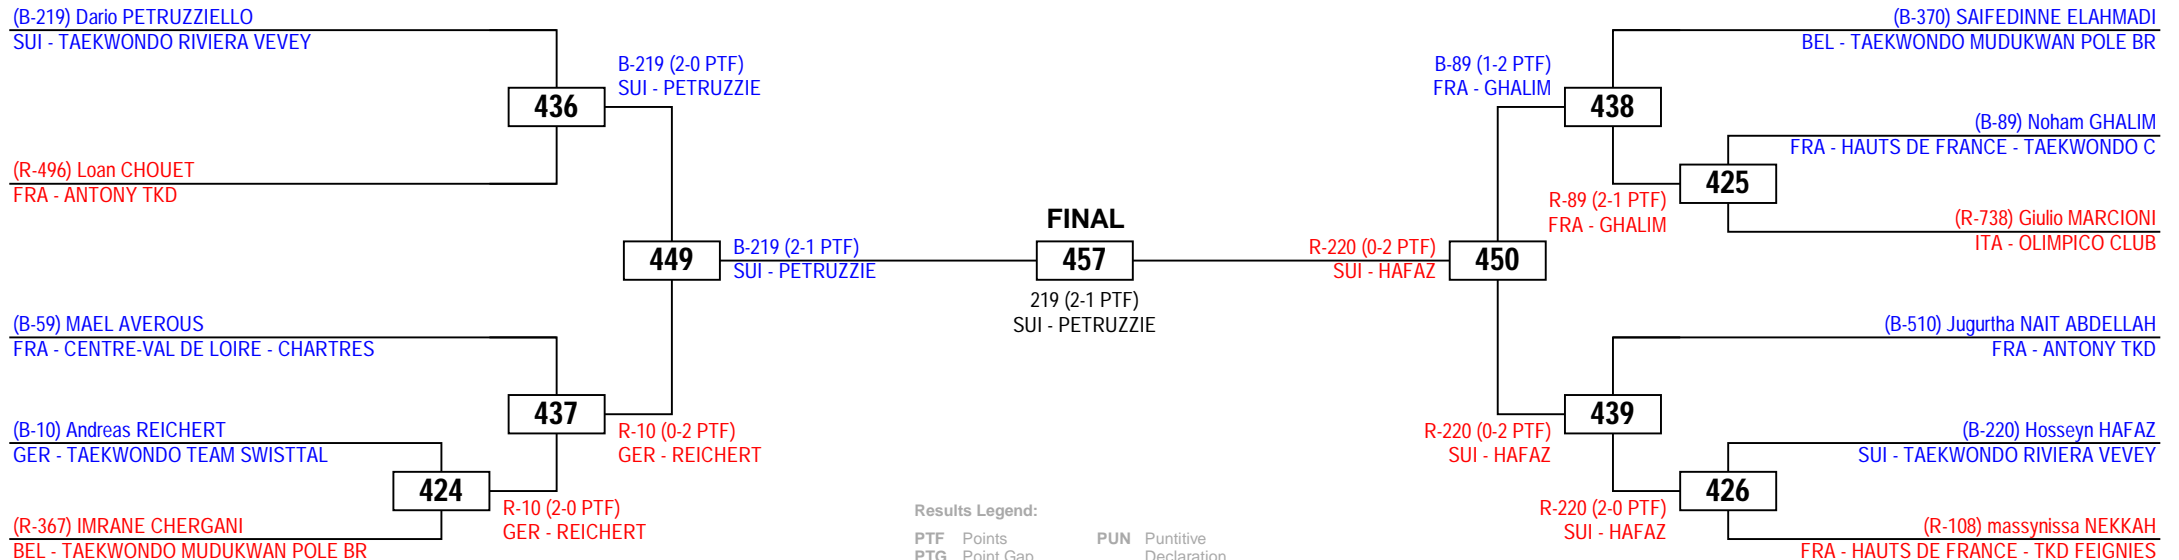 (B-219) Dario PETRUZZIELLO
SUI - TAEKWONDO RIVIERA VEVEY
B-219 (2-0 PTF)
SUI - PETRUZZIE
436
(R-496) Loan CHOUET
FRA - ANTONY TKD
449
B-219 (2-1 PTF)
SUI - PETRUZZIE
(B-59) MAEL AVEROUS
FRA - CENTRE-VAL DE LOIRE - CHARTRES
437
R-10 (0-2 PTF)
GER - REICHERT
(B-10) Andreas REICHERT
GER - TAEKWONDO TEAM SWISTTAL
424
R-10 (2-0 PTF)
GER - REICHERT
(R-367) IMRANE CHERGANI
BEL - TAEKWONDO MUDUKWAN POLE BR
FINAL
457
219 (2-1 PTF)
SUI - PETRUZZIE
(B-370) SAIFEDINNE ELAHMADI
BEL - TAEKWONDO MUDUKWAN POLE BR
B-89 (1-2 PTF)
FRA - GHALIM
438
(B-89) Noham GHALIM
FRA - HAUTS DE FRANCE - TAEKWONDO C
425
R-89 (2-1 PTF)
FRA - GHALIM
(R-738) Giulio MARCIONI
ITA - OLIMPICO CLUB
R-220 (0-2 PTF)
SUI - HAFAZ
450
(B-510) Jugurtha NAIT ABDELLAH
FRA - ANTONY TKD
439
R-220 (0-2 PTF)
SUI - HAFAZ
(B-220) Hosseyn HAFAZ
SUI - TAEKWONDO RIVIERA VEVEY
426
R-220 (2-0 PTF)
SUI - HAFAZ
(R-108) massynissa NEKKAH
FRA - HAUTS DE FRANCE - TKD FEIGNIES
Results Legend:
PTF Points PUN Puntitive
PTG Point Gap Declaration